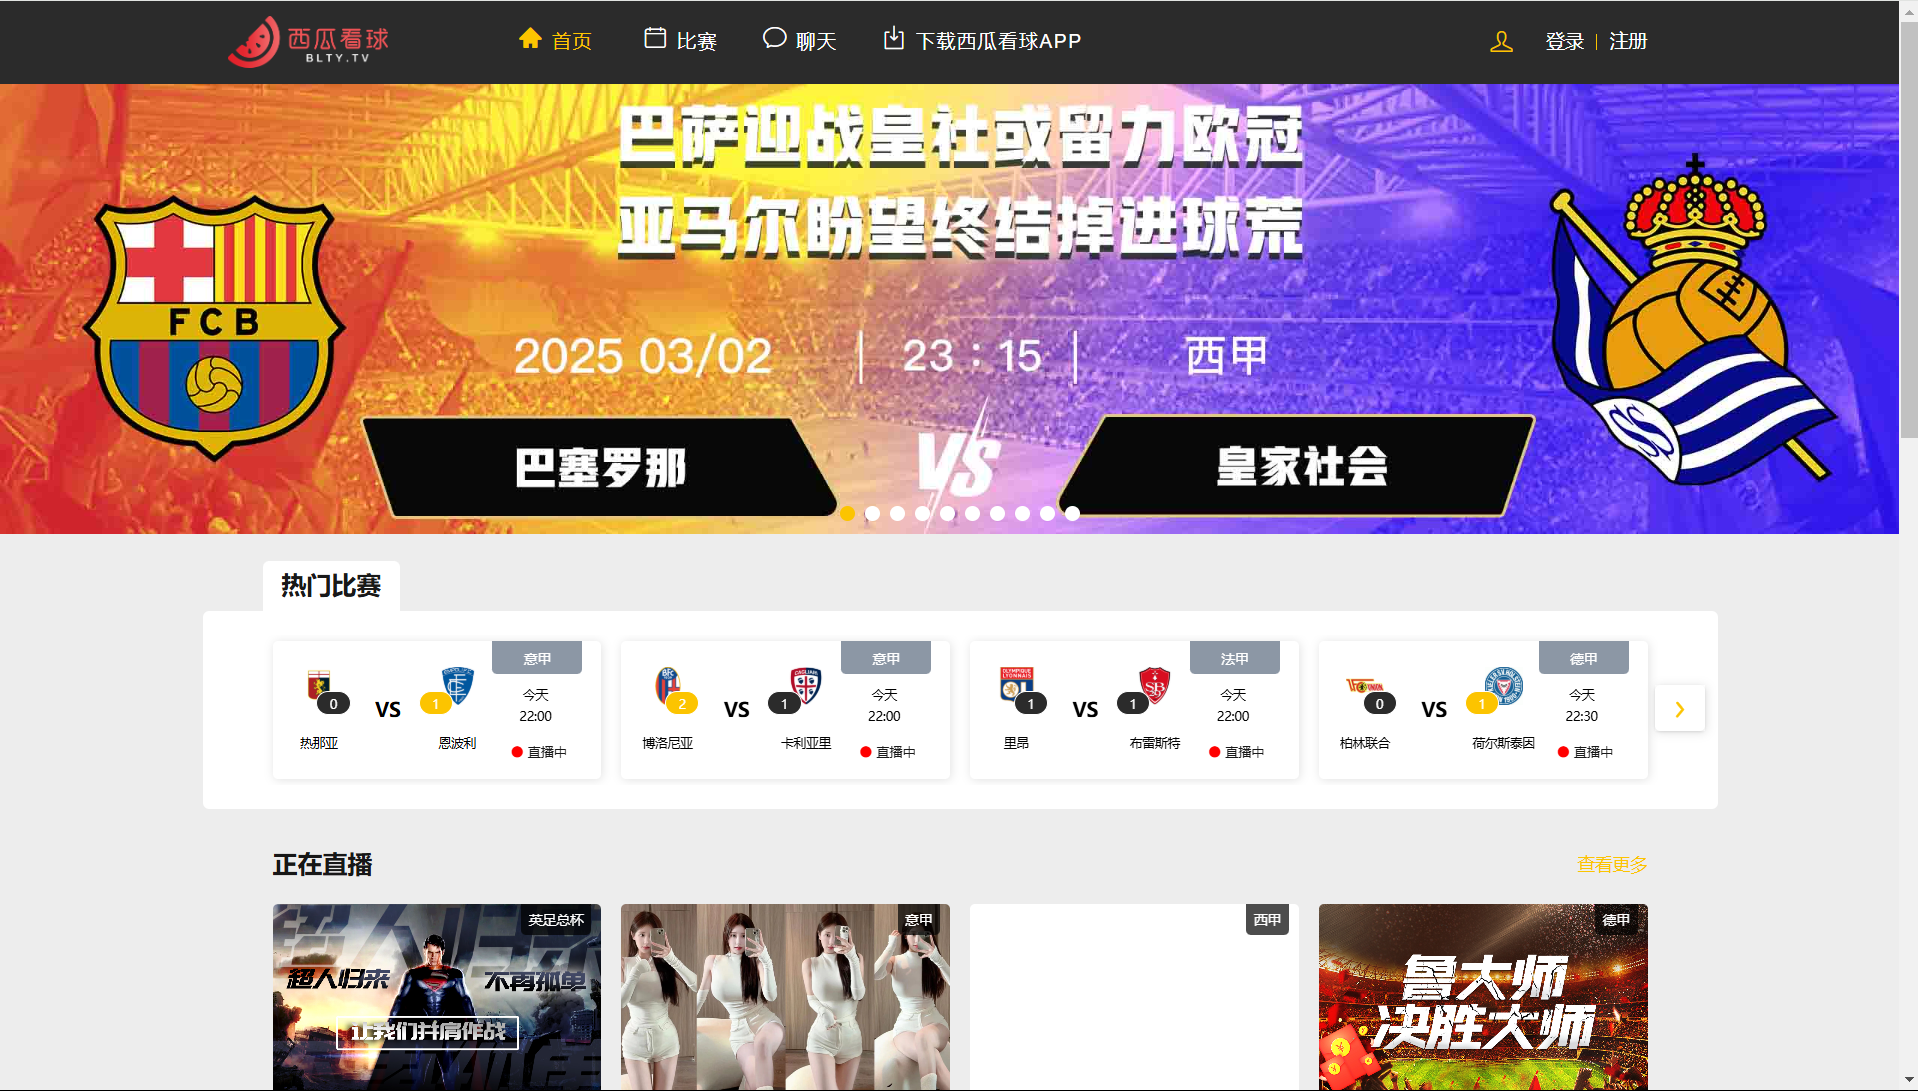 西瓜看球
BLTY.TV
首页
比赛
聊天
下载西瓜看球APP
登录 | 注册
巴萨迎战皇社或留力欧冠
亚马尔盼望终结掉进球荒
FCB
2025 03/02 | 23：15 | 西甲
巴塞罗那
VS
皇家社会
热门比赛
意甲
0 VS 1
今天
22:00
热那亚
恩波利
直播中
意甲
2 VS 1
今天
22:00
博洛尼亚
卡利亚里
直播中
法甲
1 VS 1
今天
22:00
里昂
布雷斯特
直播中
德甲
0 VS 1
今天
22:30
柏林联合
荷尔斯泰因
直播中
正在直播
查看更多
英足总杯
超人归来
不再孤单
让我们并肩作战
意甲
西甲
德甲
鲁大师
决胜大师